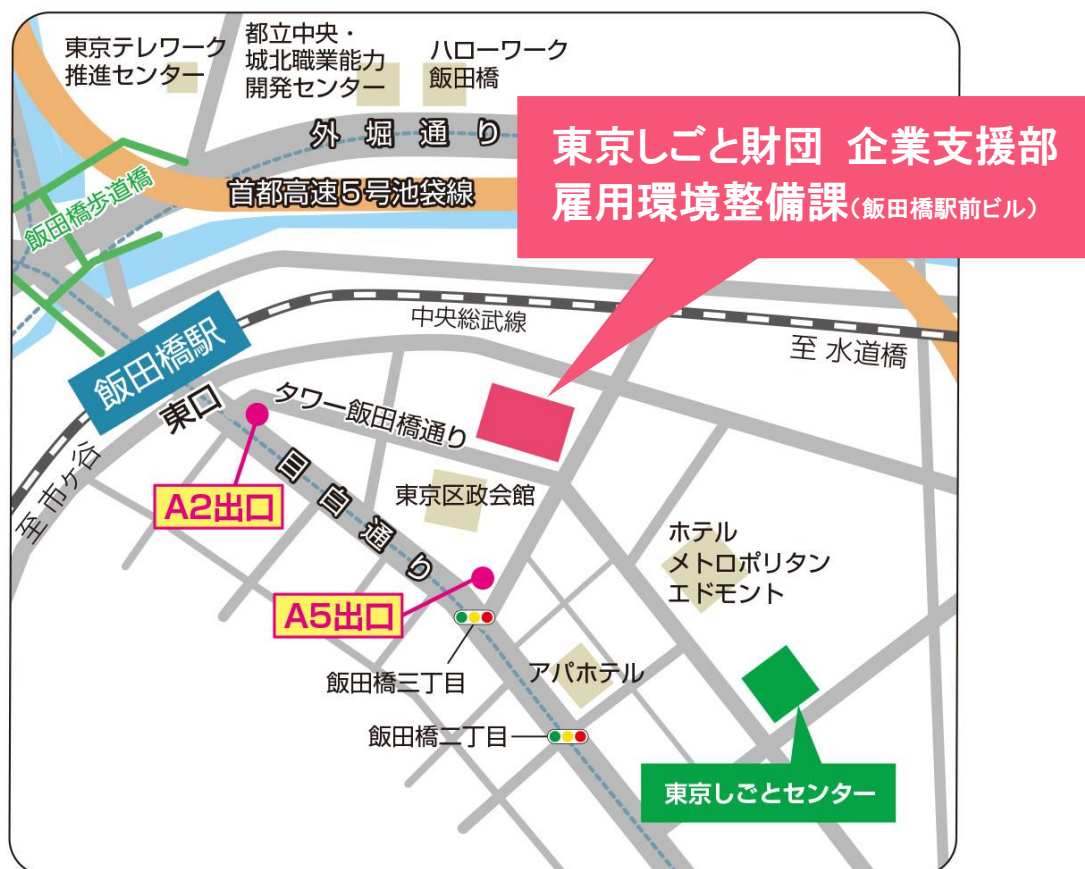 東京テレワーク
推進センター
都立中央・
城北職業能力
開発センター
ハローワーク
飯田橋
外堀通り
首都高速5号池袋線
飯田橋歩道橋
東京しごと財団 企業支援部
雇用環境整備課(飯田橋駅前ビル)
中央総武線
至 水道橋
飯田橋駅
東口
タワー飯田橋通り
至 市ヶ谷
A2出口
目白通り
東京区政会館
ホテル
メトロポリタン
エドモント
A5出口
飯田橋三丁目
アパホテル
飯田橋二丁目
東京しごとセンター